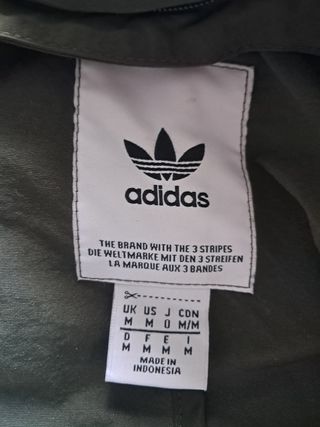 adidas
THE BRAND WITH THE 3 STRIPES
DIE WELTMARKE MIT DEN 3 STREIFEN
LA MARQUE AUX 3 BANDES
UK US J CDN
M M O M/M
D F E I
M M M M
MADE IN
INDONESIA